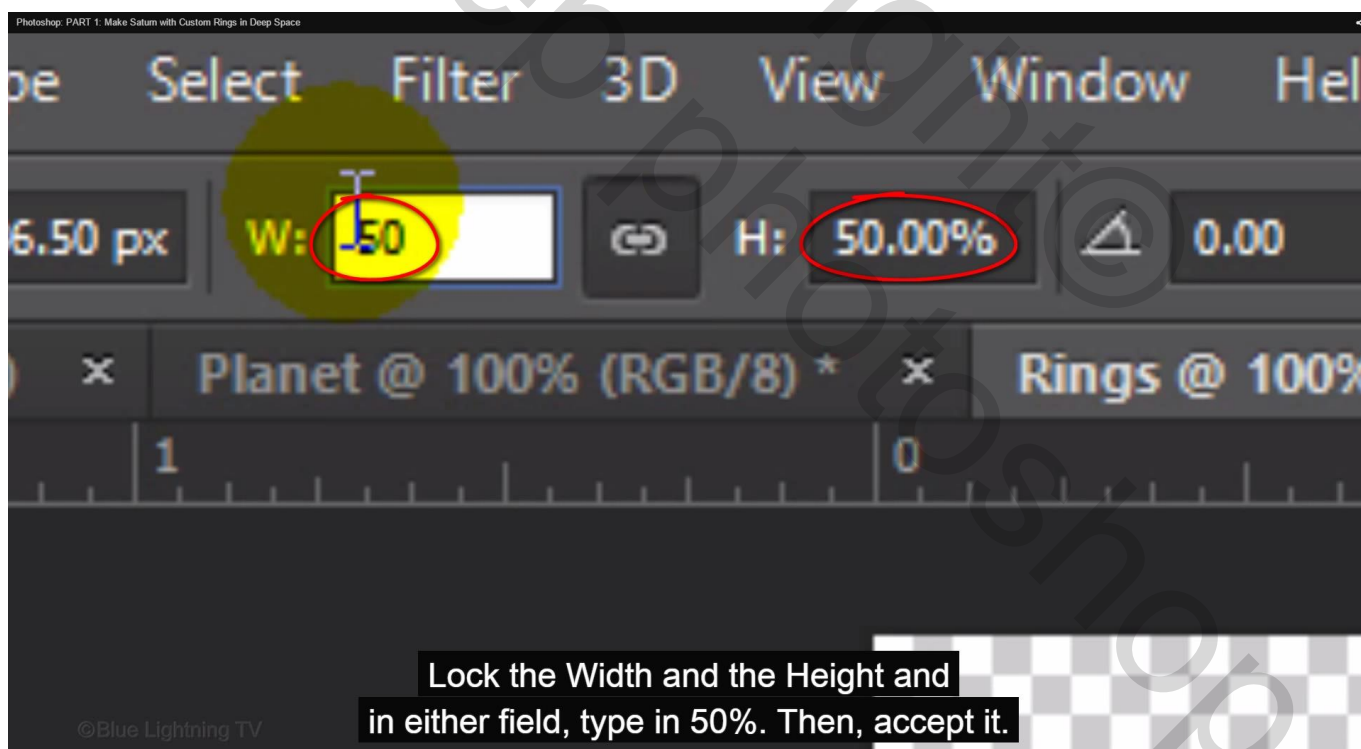 Photoshop: PART 1: Make Saturn with Custom Rings in Deep Space
pe Select Filter 3D View Window Hel
6.50 px W: 50 H: 50.00% 0.00
) × Planet @ 100% (RGB/8) * × Rings @ 100%
1 0
Lock the Width and the Height and
in either field, type in 50%. Then, accept it.
©Blue Lightning TV